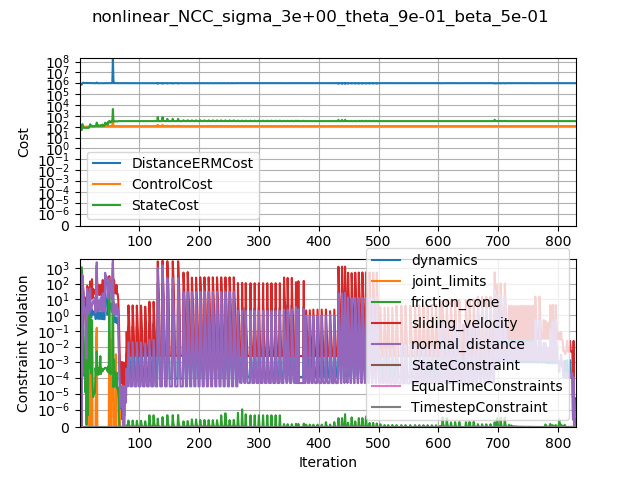 nonlinear_NCC_sigma_3e+00_theta_9e-01_beta_5e-01
Cost
10^8
10^7
10^6
10^5
10^4
10^3
10^2
10^1
10^0
10^-1
10^-2
10^-3
10^-4
10^-5
10^-6
0
DistanceERMCost
ControlCost
StateCost
100 200 300 400 500 600 700 800
Constraint Violation
10^3
10^2
10^1
10^0
10^-1
10^-2
10^-3
10^-4
10^-5
10^-6
0
dynamics
joint_limits
friction_cone
sliding_velocity
normal_distance
StateConstraint
EqualTimeConstraints
TimestepConstraint
100 200 300 400 500 600 700 800
Iteration